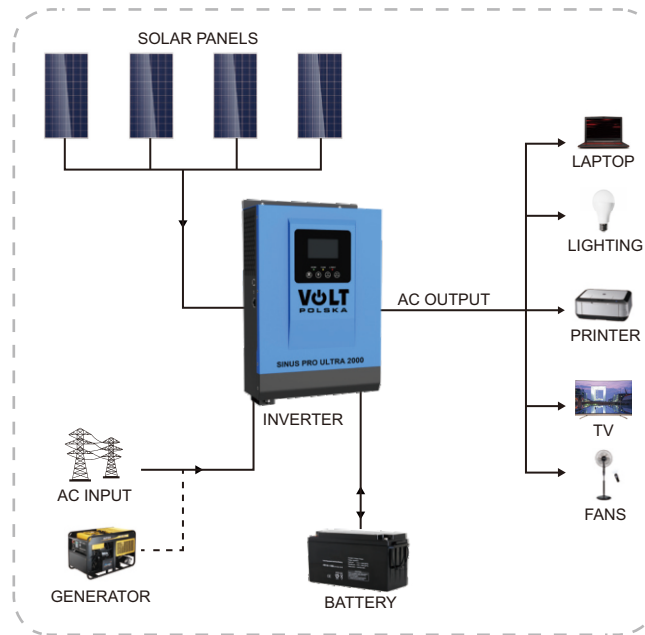 SOLAR PANELS
LAPTOP
LIGHTING
AC OUTPUT
VOLT
POLSKA
PRINTER
SINUS PRO ULTRA 2000
INVERTER
TV
AC INPUT
FANS
GENERATOR
BATTERY